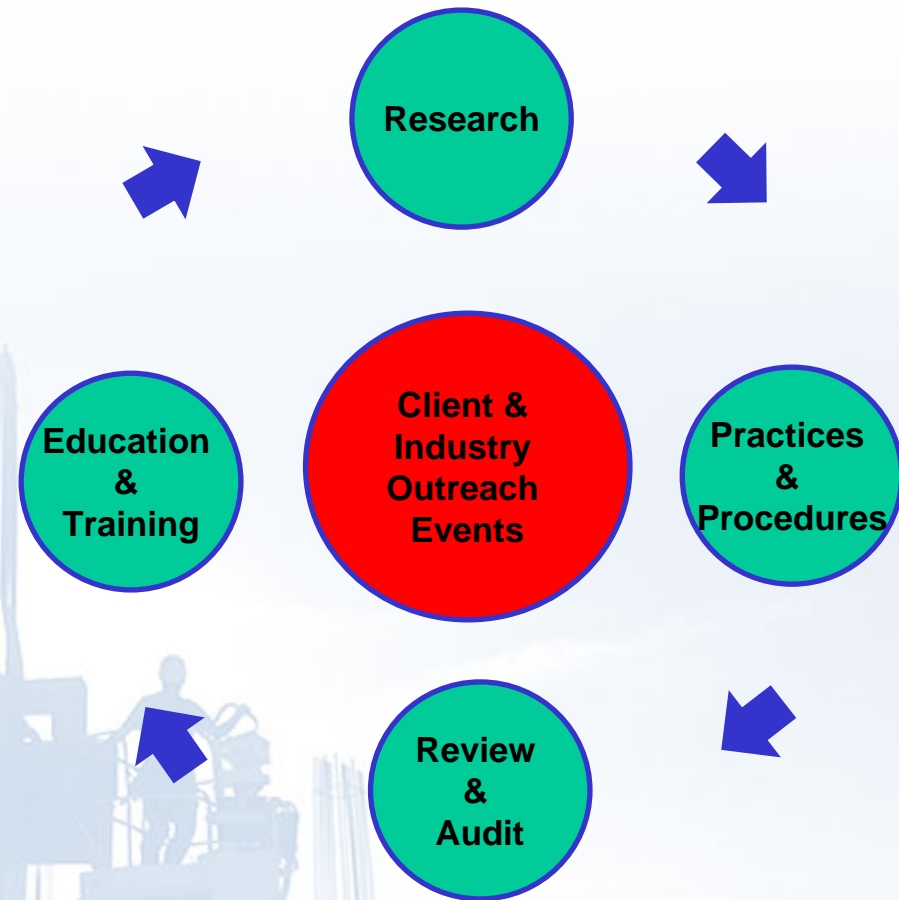 Research
Client &
Industry
Outreach
Events
Education
&
Training
Practices
&
Procedures
Review
&
Audit